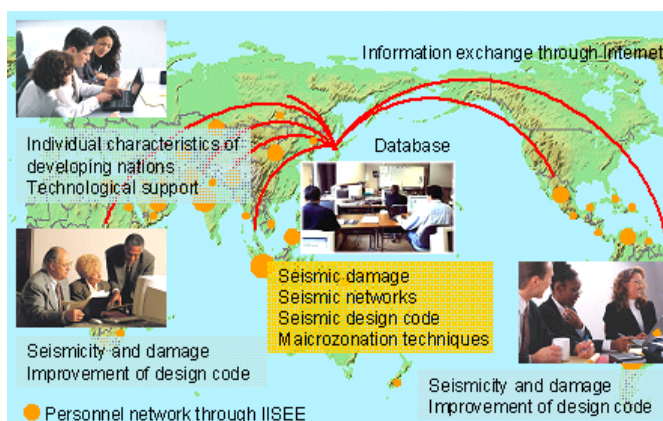 Information exchange through Internet
Individual characteristics of
developing nations
Technological support
Database
Seismic damage
Seismic networks
Seismic design code
Maicrozonation techniques
Seismicity and damage
Improvement of design code
Seismicity and damage
Improvement of design code
Personnel network through IISEE